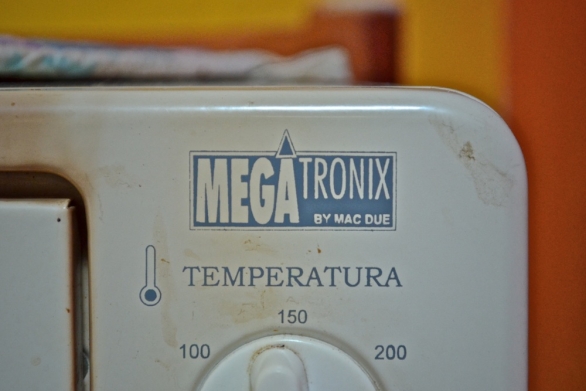 MEGATRONIX
BY MAC DUE
TEMPERATURA
150
100 200